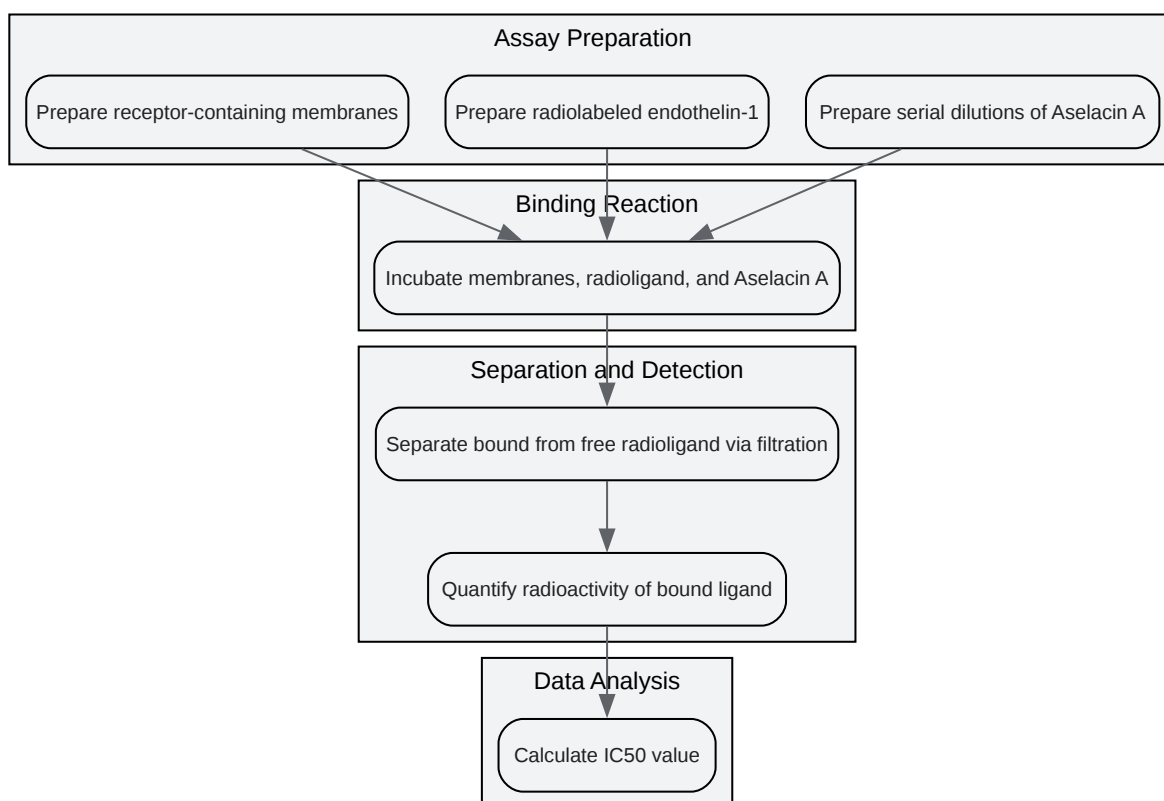 Assay Preparation
Prepare receptor-containing membranes
Prepare radiolabeled endothelin-1
Prepare serial dilutions of Aselacin A
Binding Reaction
Incubate membranes, radioligand, and Aselacin A
Separation and Detection
Separate bound from free radioligand via filtration
Quantify radioactivity of bound ligand
Data Analysis
Calculate IC50 value